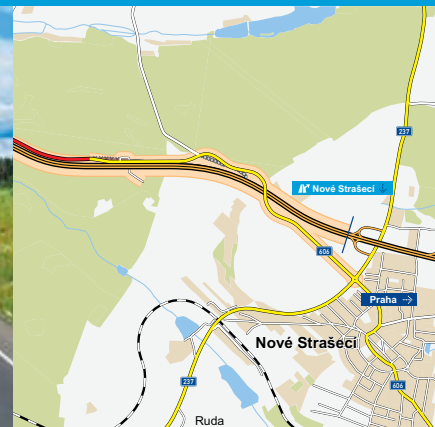 237
Nové Strašecí ↓
606
Praha →
Nové Strašecí
237
606
Ruda